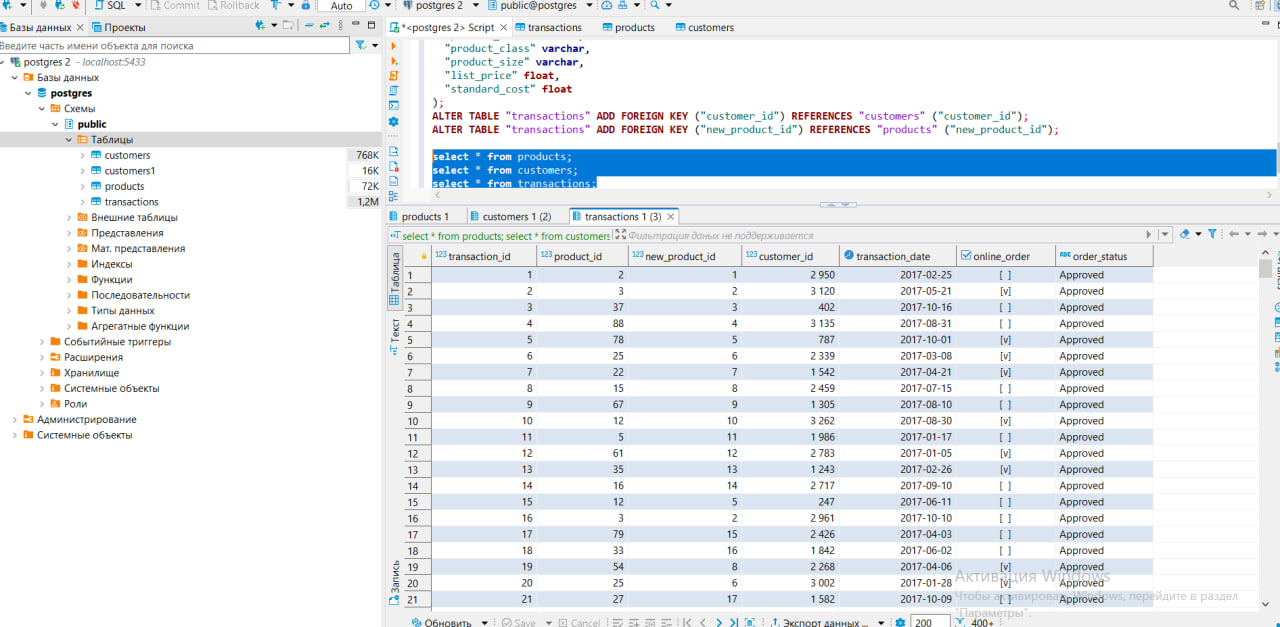 SQL Commit Rollback Auto postgres 2 public@postgres
Базы данных Проекты
Введите часть имени объекта для поиска
postgres 2 - localhost:5433
Базы данных
postgres
Схемы
public
Таблицы
customers 768K
customers1 16K
products 72K
transactions 1,2M
Внешние таблицы
Представления
Мат. представления
Индексы
Функции
Последовательности
Типы данных
Агрегатные функции
Событийные триггеры
Расширения
Хранилище
Системные объекты
Роли
Администрирование
Системные объекты
*<postgres 2> Script transactions products customers
"product_class" varchar,
"product_size" varchar,
"list_price" float,
"standard_cost" float
);
ALTER TABLE "transactions" ADD FOREIGN KEY ("customer_id") REFERENCES "customers" ("customer_id");
ALTER TABLE "transactions" ADD FOREIGN KEY ("new_product_id") REFERENCES "products" ("new_product_id");
select * from products;
select * from customers;
select * from transactions;
products 1 customers 1 (2) transactions 1 (3)
select * from products; select * from customers Фильтрация даных не поддерживается
Таблица
Текст
Запись
123 transaction_id 123 product_id 123 new_product_id 123 customer_id transaction_date online_order ABC order_status
1 1 2 1 2 950 2017-02-25 [ ] Approved
2 2 3 2 3 120 2017-05-21 [v] Approved
3 3 37 3 402 2017-10-16 [ ] Approved
4 4 88 4 3 135 2017-08-31 [ ] Approved
5 5 78 5 787 2017-10-01 [v] Approved
6 6 25 6 2 339 2017-03-08 [v] Approved
7 7 22 7 1 542 2017-04-21 [v] Approved
8 8 15 8 2 459 2017-07-15 [ ] Approved
9 9 67 9 1 305 2017-08-10 [ ] Approved
10 10 12 10 3 262 2017-08-30 [v] Approved
11 11 5 11 1 986 2017-01-17 [ ] Approved
12 12 61 12 2 783 2017-01-05 [v] Approved
13 13 35 13 1 243 2017-02-26 [v] Approved
14 14 16 14 2 717 2017-09-10 [ ] Approved
15 15 12 5 247 2017-06-11 [ ] Approved
16 16 3 2 2 961 2017-10-10 [ ] Approved
17 17 79 15 2 426 2017-04-03 [ ] Approved
18 18 33 16 1 842 2017-06-02 [ ] Approved
19 19 54 8 2 268 2017-04-06 [v] Approved
20 20 25 6 3 002 2017-01-28 [v] Approved
21 21 27 17 1 582 2017-10-09 [ ] Approved
Активация Windows
Чтобы активировать Windows, перейдите в раздел
"Параметры".
Обновить Save Cancel Экспорт данных ... 200 400+